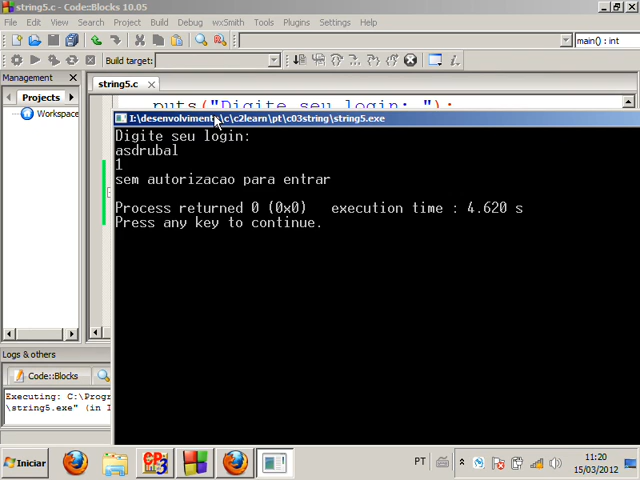 string5.c - Code::Blocks 10.05
File Edit View Search Project Build Debug wxSmith Tools Plugins Settings Help
main() : int
Build target:
Management
Projects
Workspace
string5.c
puts("Digite seu login: ");
I:\desenvolvimento\c\c2learn\pt\c03string\string5.exe
Digite seu login:
asdrubal
1
sem autorizacao para entrar
Process returned 0 (0x0) execution time : 4.620 s
Press any key to continue.
Logs & others
Code::Blocks
Executing: C:\Progr
\string5.exe" (in I
Iniciar
PT
11:20
15/03/2012